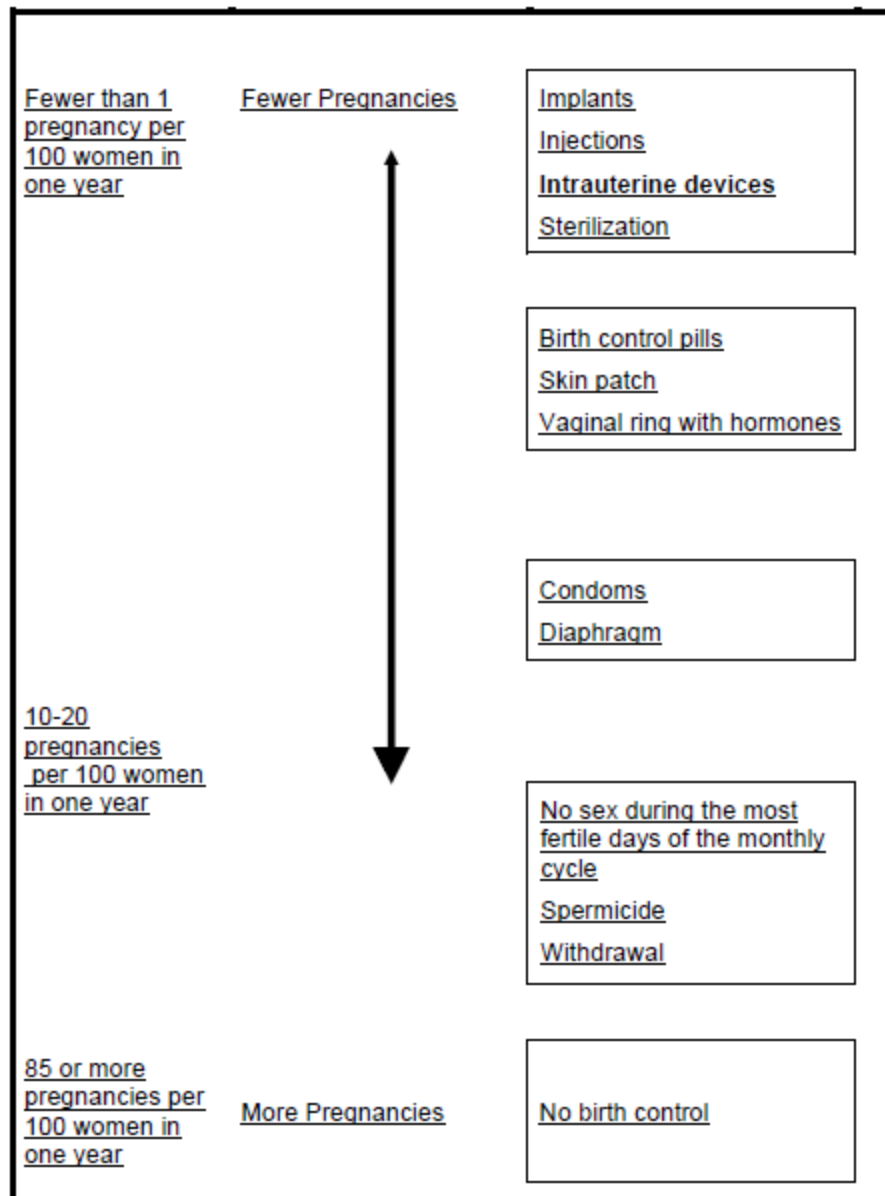 Fewer than 1
pregnancy per
100 women in
one year
Fewer Pregnancies
Implants
Injections
Intrauterine devices
Sterilization
Birth control pills
Skin patch
Vaginal ring with hormones
Condoms
Diaphragm
10-20
pregnancies
per 100 women
in one year
No sex during the most
fertile days of the monthly
cycle
Spermicide
Withdrawal
85 or more
pregnancies per
100 women in
one year
More Pregnancies
No birth control